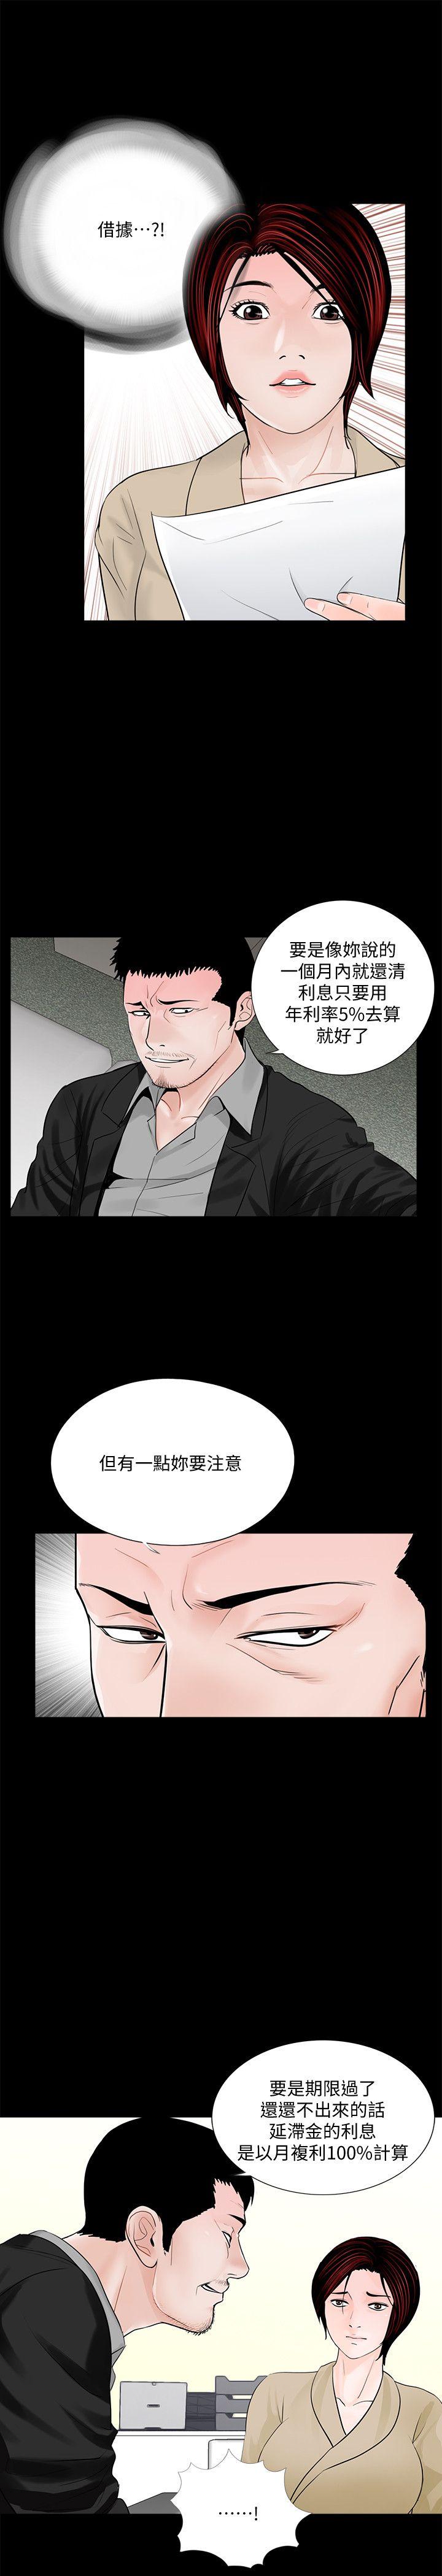 借據…?!
要是像妳說的
一個月內就還清
利息只要用
年利率5%去算
就好了
但有一點妳要注意
要是期限過了
還還不出來的話
延滯金的利息
是以月複利100%計算
……!